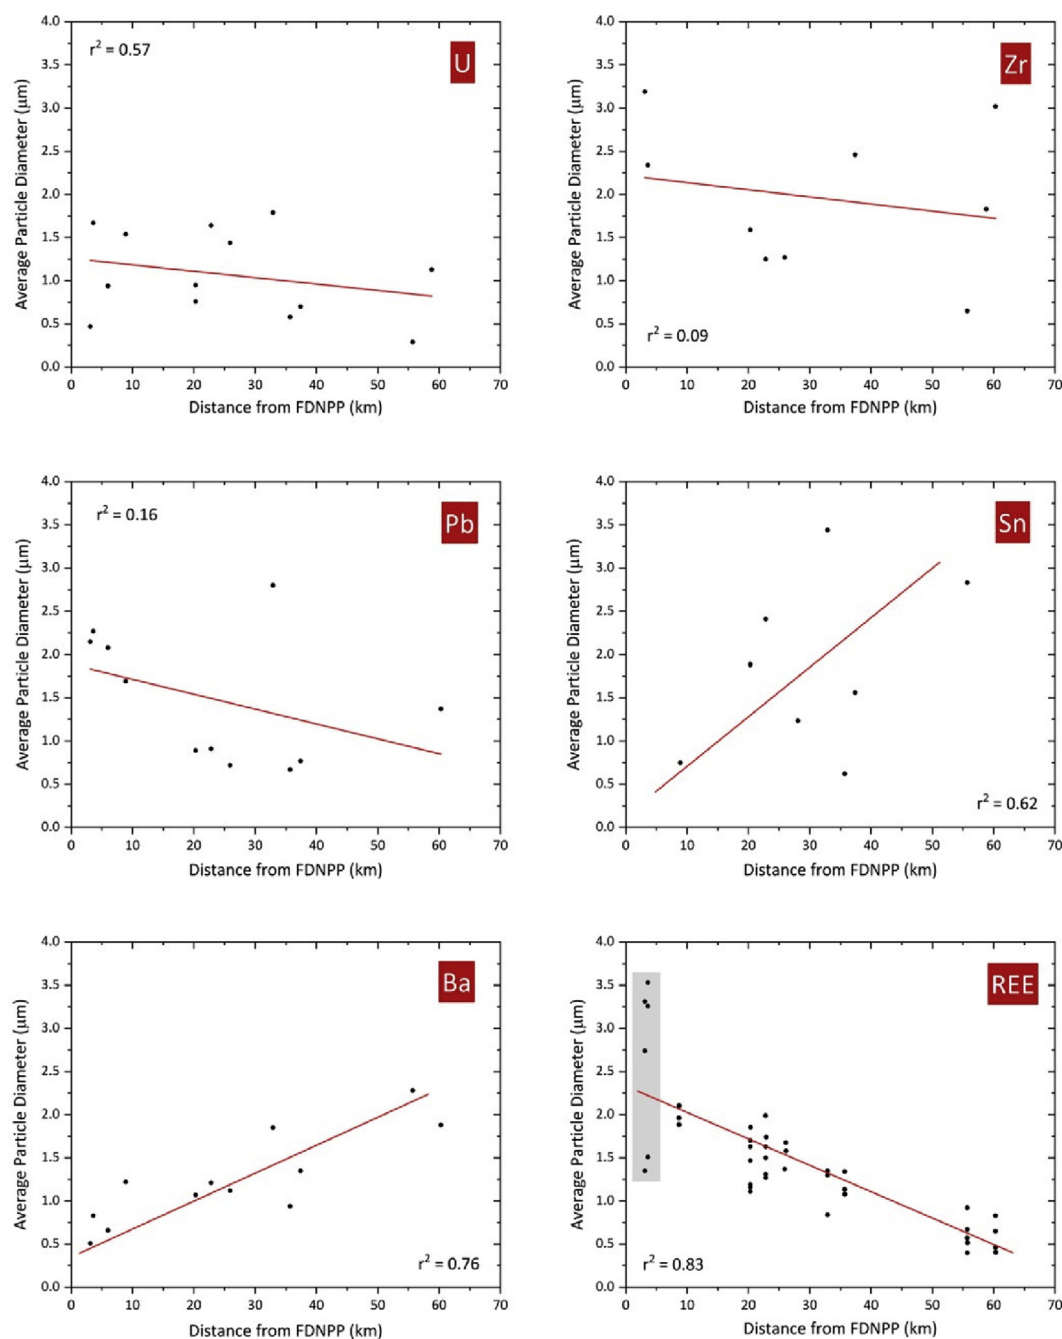 4.0
3.5
3.0
2.5
2.0
1.5
1.0
0.5
0.0
Average Particle Diameter (μm)
r² = 0.57
U
0 10 20 30 40 50 60 70
Distance from FDNPP (km)
4.0
3.5
3.0
2.5
2.0
1.5
1.0
0.5
0.0
Average Particle Diameter (μm)
Zr
r² = 0.09
0 10 20 30 40 50 60 70
Distance from FDNPP (km)
4.0
3.5
3.0
2.5
2.0
1.5
1.0
0.5
0.0
Average Particle Diameter (μm)
r² = 0.16
Pb
0 10 20 30 40 50 60 70
Distance from FDNPP (km)
4.0
3.5
3.0
2.5
2.0
1.5
1.0
0.5
0.0
Average Particle Diameter (μm)
Sn
r² = 0.62
0 10 20 30 40 50 60 70
Distance from FDNPP (km)
4.0
3.5
3.0
2.5
2.0
1.5
1.0
0.5
0.0
Average Particle Diameter (μm)
Ba
r² = 0.76
0 10 20 30 40 50 60 70
Distance from FDNPP (km)
4.0
3.5
3.0
2.5
2.0
1.5
1.0
0.5
0.0
Average Particle Diameter (μm)
REE
r² = 0.83
0 10 20 30 40 50 60 70
Distance from FDNPP (km)